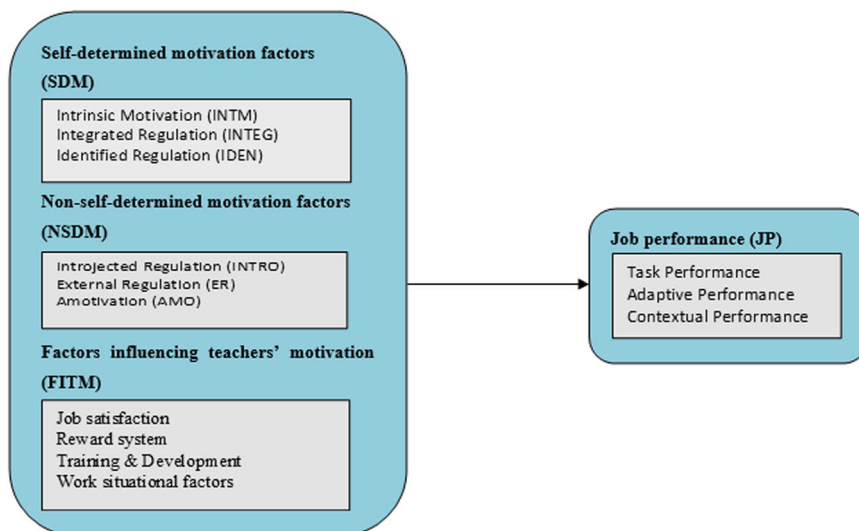 Self-determined motivation factors
(SDM)
Intrinsic Motivation (INTM)
Integrated Regulation (INTEG)
Identified Regulation (IDEN)
Non-self-determined motivation factors
(NSDM)
Introjected Regulation (INTRO)
External Regulation (ER)
Amotivation (AMO)
Factors influencing teachers' motivation
(FITM)
Job satisfaction
Reward system
Training & Development
Work situational factors
Job performance (JP)
Task Performance
Adaptive Performance
Contextual Performance